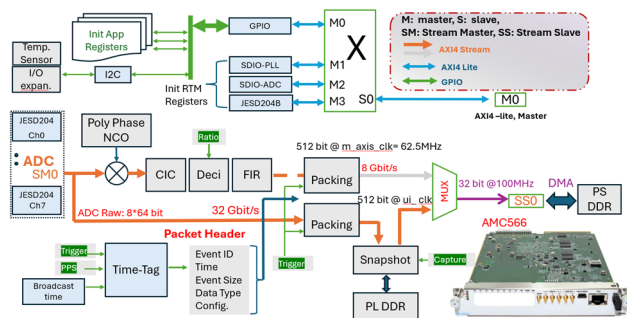 Init App
Registers
Temp.
Sensor
I/O
expan.
I2C
GPIO
SDIO-PLL
SDIO-ADC
JESD204B
Init RTM
Registers
M0
M1
M2
M3
X
S0
M: master, S: slave,
SM: Stream Master, SS: Stream Slave
AXI4 Stream
AXI4 Lite
GPIO
M0
AXI4 –lite, Master
JESD204
Ch0
ADC
SM0
JESD204
Ch7
Poly Phase
NCO
Ratio
CIC
Deci
FIR
512 bit @ m_axis_clk= 62.5MHz
Packing
8 Gbit/s
512 bit @ ui_ clk
MUX
32 bit @100MHz
SS0
DMA
PS
DDR
ADC Raw: 8*64 bit
32 Gbit/s
Packing
Packet Header
Trigger
PPS
Broadcast
time
Time-Tag
Event ID
Time
Event Size
Data Type
Config.
Trigger
Snapshot
Capture
PL DDR
AMC566